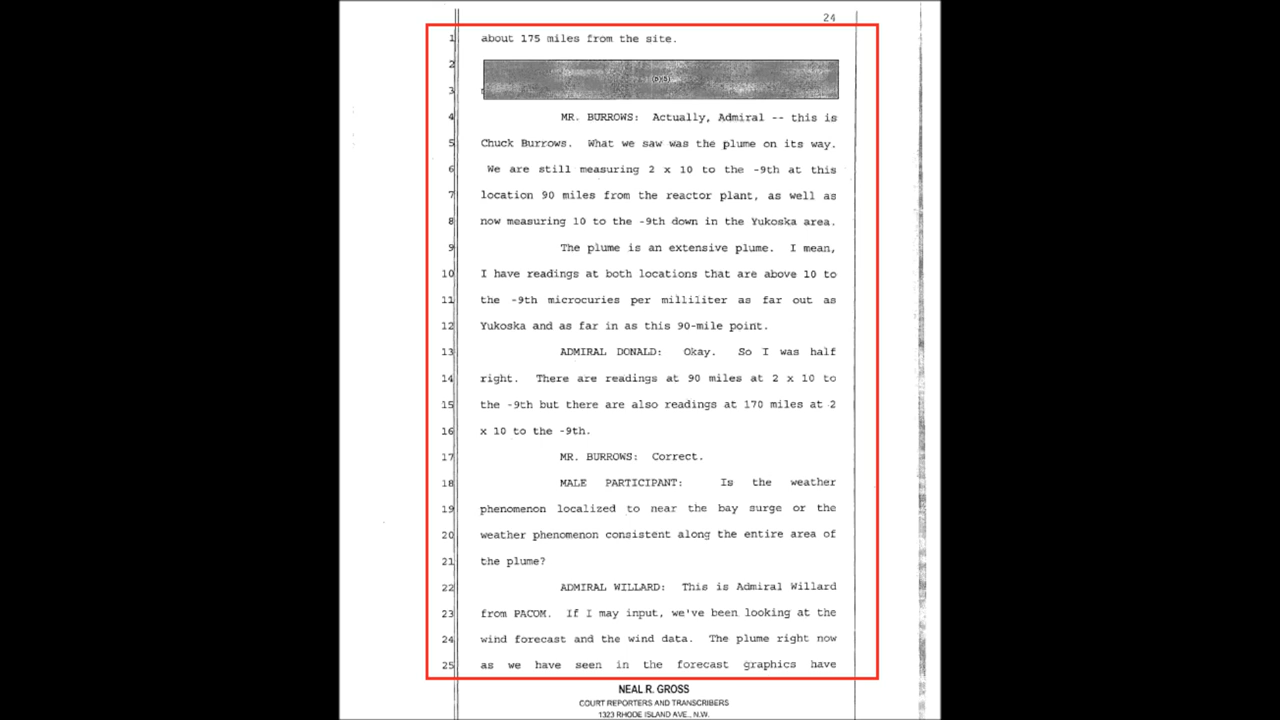 24
1 about 175 miles from the site.
2 (b)(5)
3
4 MR. BURROWS: Actually, Admiral -- this is
5 Chuck Burrows. What we saw was the plume on its way.
6 We are still measuring 2 x 10 to the -9th at this
7 location 90 miles from the reactor plant, as well as
8 now measuring 10 to the -9th down in the Yukoska area.
9 The plume is an extensive plume. I mean,
10 I have readings at both locations that are above 10 to
11 the -9th microcuries per milliliter as far out as
12 Yukoska and as far in as this 90-mile point.
13 ADMIRAL DONALD: Okay. So I was half
14 right. There are readings at 90 miles at 2 x 10 to
15 the -9th but there are also readings at 170 miles at 2
16 x 10 to the -9th.
17 MR. BURROWS: Correct.
18 MALE PARTICIPANT: Is the weather
19 phenomenon localized to near the bay surge or the
20 weather phenomenon consistent along the entire area of
21 the plume?
22 ADMIRAL WILLARD: This is Admiral Willard
23 from PACOM. If I may input, we've been looking at the
24 wind forecast and the wind data. The plume right now
25 as we have seen in the forecast graphics have
NEAL R. GROSS
COURT REPORTERS AND TRANSCRIBERS
1323 RHODE ISLAND AVE., N.W.